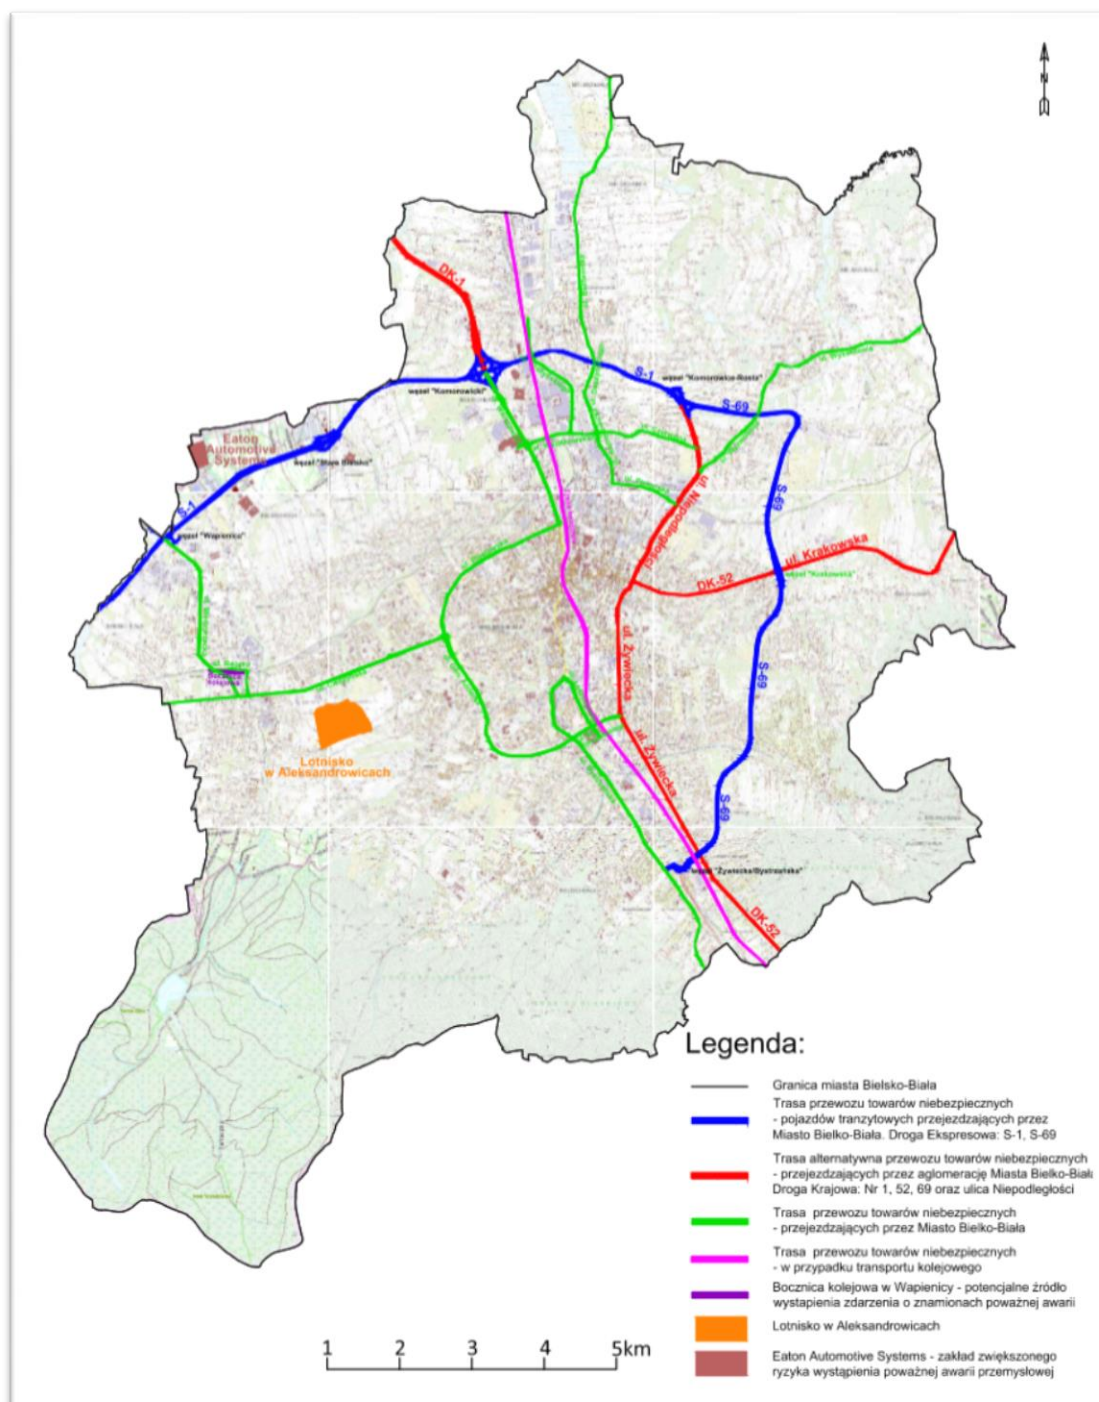 N
DK-1
S-1
węzeł "Komorowicki"
węzeł "Komorowice-Rosta"
S-69
Eaton
Automotive
Systems
węzeł "Stare Bielsko"
S-1
węzeł "Wapienica"
S-69
ul. Niepodległości
ul. Krakowska
DK-52
ul. Żywiecka
S-69
Lotnisko
w Aleksandrowicach
ul. Żywiecka
S-69
węzeł "Żywiecka/Bystrzańska"
DK-52
Legenda:
Granica miasta Bielsko-Biała
Trasa przewozu towarów niebezpiecznych
- pojazdów tranzytowych przejezdzających przez
Miasto Bielko-Biała. Droga Ekspresowa: S-1, S-69
Trasa alternatywna przewozu towarów niebezpiecznych
- przejezdzających przez aglomerację Miasta Bielko-Biała
Droga Krajowa: Nr 1, 52, 69 oraz ulica Niepodległości
Trasa przewozu towarów niebezpiecznych
- przejezdzających przez Miasto Bielko-Biała
Trasa przewozu towarów niebezpiecznych
- w przypadku transportu kolejowego
Bocznica kolejowa w Wapienicy - potencjalne źródło
wystapienia zdarzenia o znamionach poważnej awarii
Lotnisko w Aleksandrowicach
Eaton Automotive Systems - zakład zwiększonego
ryzyka wystąpienia poważnej awarii przemysłowej
1 2 3 4 5km